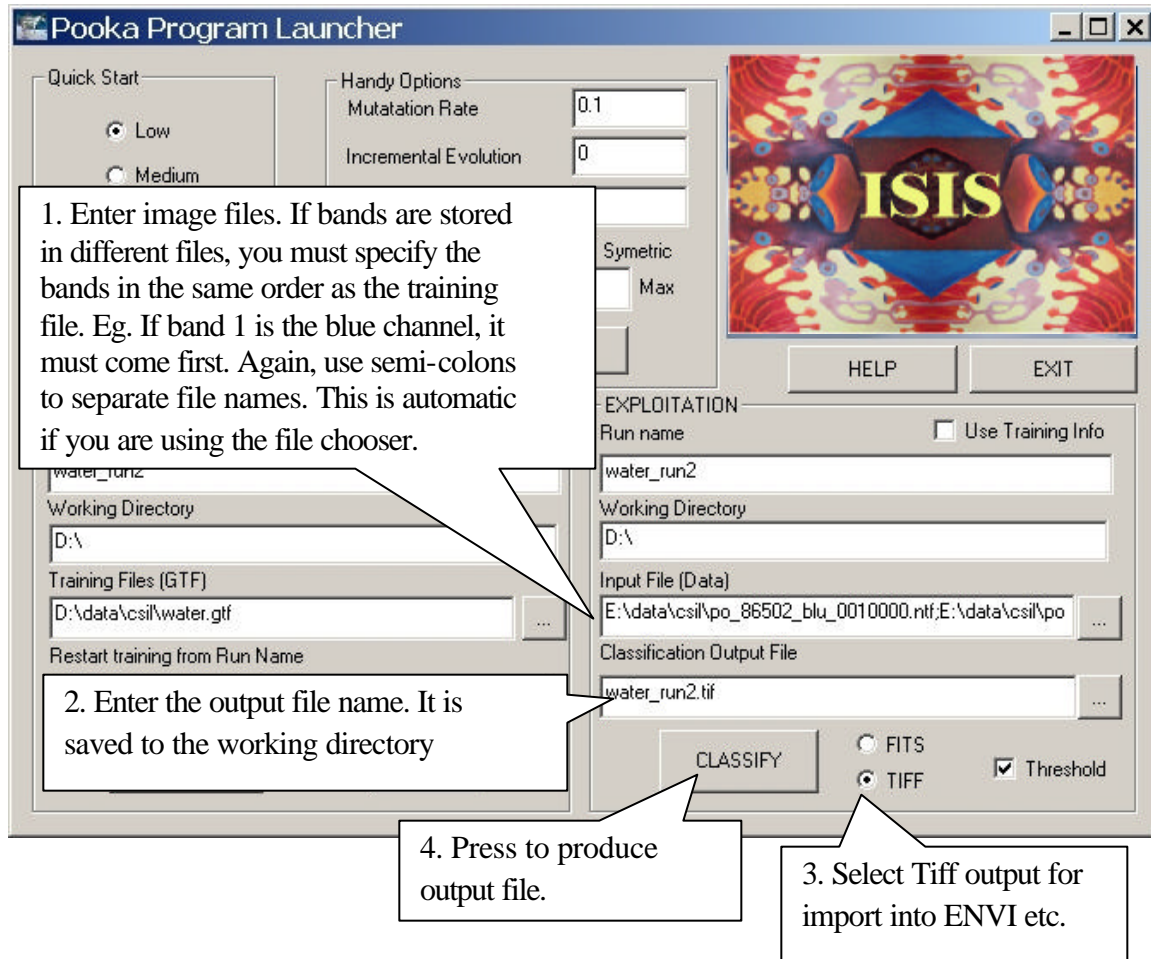 Pooka Program Launcher
Quick Start
Low
Medium
Handy Options
Mutatation Rate
0.1
Incremental Evolution
0
Symetric
Max
ISIS
HELP
EXIT
1. Enter image files. If bands are stored
in different files, you must specify the
bands in the same order as the training
file. Eg. If band 1 is the blue channel, it
must come first. Again, use semi-colons
to separate file names. This is automatic
if you are using the file chooser.
water_run2
Working Directory
D:\
Training Files (GTF)
D:\data\csil\water.gtf
...
Restart training from Run Name
2. Enter the output file name. It is
saved to the working directory
EXPLOITATION
Run name
Use Training Info
water_run2
Working Directory
D:\
Input File (Data)
E:\data\csil\po_86502_blu_0010000.ntf;E:\data\csil\po
...
Classification Output File
water_run2.tif
...
CLASSIFY
FITS
TIFF
Threshold
4. Press to produce
output file.
3. Select Tiff output for
import into ENVI etc.